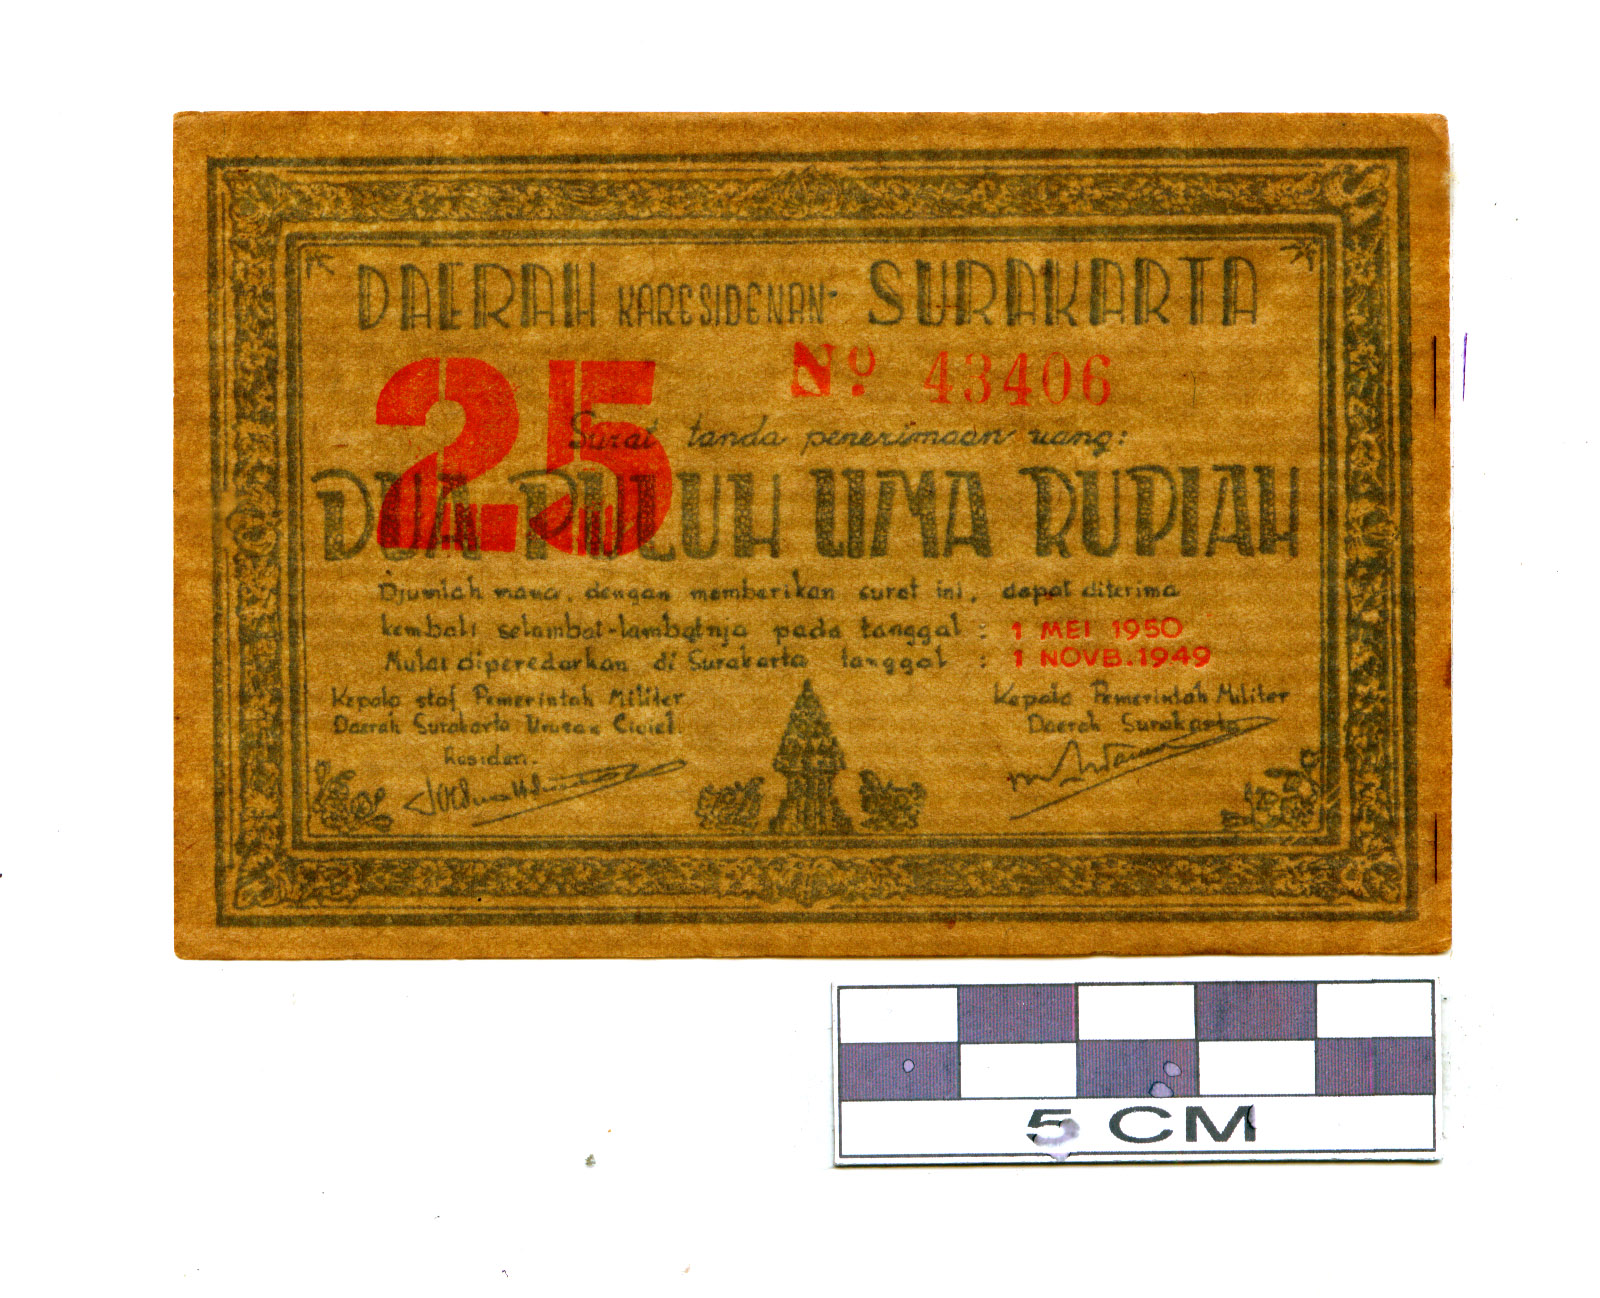 DAERAH KARESIDENAN SURAKARTA
25
No. 43406
Surat tanda penerimaan uang:
DUA PULUH LIMA RUPIAH
Djumlah mana, dengan memberikan surat ini, dapat diterima
kembali selambat-lambatnja pada tanggal : 1 MEI 1950
Mulai diperedarkan di Surakarta tanggal : 1 NOVB. 1949
Kepala staf Pemerintah Militer
Daerah Surakarta Urusan Civiel.
Residen.
Kepala Pemerintah Militer
Daerah Surakarta
5 CM